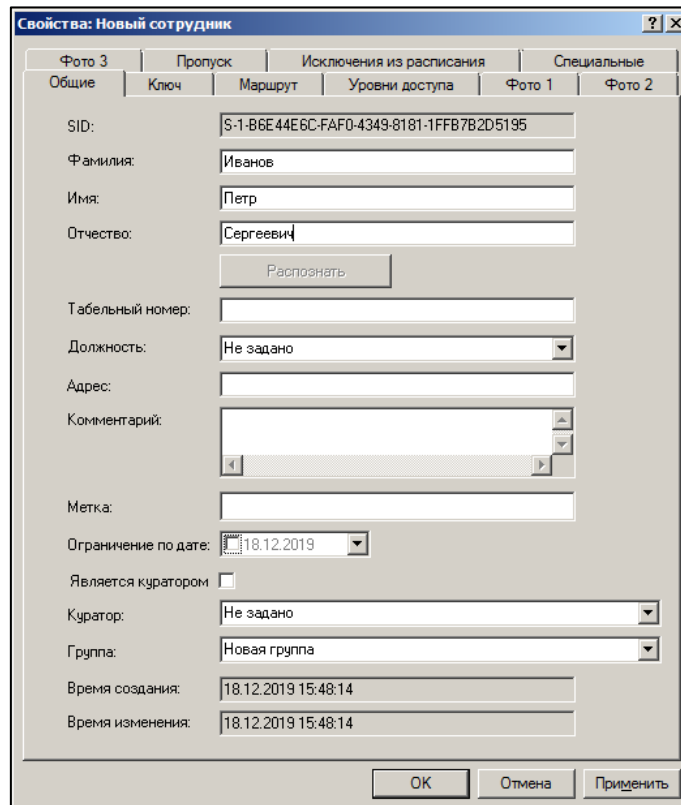 Свойства: Новый сотрудник
Фото 3 Пропуск Исключения из расписания Специальные
Общие Ключ Маршрут Уровни доступа Фото 1 Фото 2
SID: S-1-B6E44E6C-FAF0-4349-8181-1FFB7B2D5195
Фамилия: Иванов
Имя: Петр
Отчество: Сергеевич
Распознать
Табельный номер:
Должность: Не задано
Адрес:
Комментарий:
Метка:
Ограничение по дате: 18.12.2019
Является куратором
Куратор: Не задано
Группа: Новая группа
Время создания: 18.12.2019 15:48:14
Время изменения: 18.12.2019 15:48:14
OK Отмена Применить